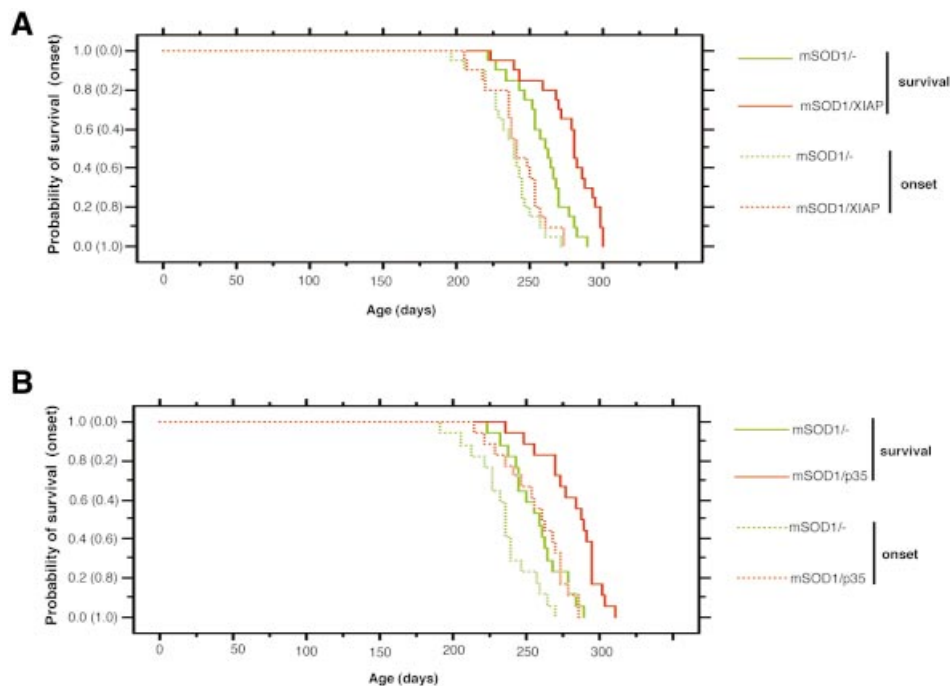 A
Probability of survival (onset)
1.0 (0.0)
0.8 (0.2)
0.6 (0.4)
0.4 (0.6)
0.2 (0.8)
0.0 (1.0)
0 50 100 150 200 250 300
Age (days)
mSOD1/-
mSOD1/XIAP
survival
mSOD1/-
mSOD1/XIAP
onset
B
Probability of survival (onset)
1.0 (0.0)
0.8 (0.2)
0.6 (0.4)
0.4 (0.6)
0.2 (0.8)
0.0 (1.0)
0 50 100 150 200 250 300
Age (days)
mSOD1/-
mSOD1/p35
survival
mSOD1/-
mSOD1/p35
onset